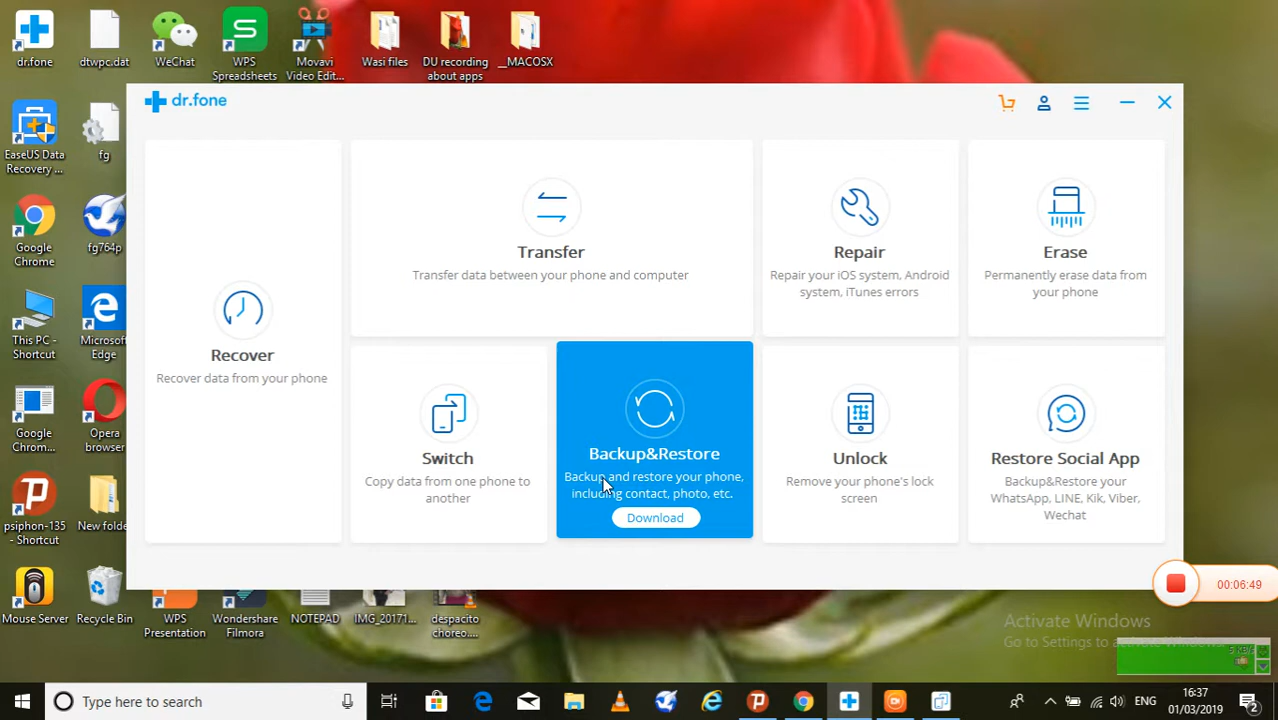 dr.fone
dtwpc.dat
WeChat
WPS
Spreadsheets
Movavi
Video Edit...
Wasi files
DU recording
about apps
__MACOSX
EaseUS Data
Recovery ...
fg
Google
Chrome
fg764p
This PC -
Shortcut
Microsof
Edge
Google
Chrom...
Opera
browser
psiphon-135
- Shortcut
New folde
Mouse Server
Recycle Bin
WPS
Presentation
Wondershare
Filmora
NOTEPAD
IMG_20171...
despacito
choreo....
dr.fone
Recover
Recover data from your phone
Transfer
Transfer data between your phone and computer
Repair
Repair your iOS system, Android
system, iTunes errors
Erase
Permanently erase data from
your phone
Switch
Copy data from one phone to
another
Backup&Restore
Backup and restore your phone,
including contact, photo, etc.
Download
Unlock
Remove your phone's lock
screen
Restore Social App
Backup&Restore your
WhatsApp, LINE, Kik, Viber,
Wechat
00:06:49
Activate Windows
Go to Settings to activate Windows.
Type here to search
ENG
16:37
01/03/2019
2